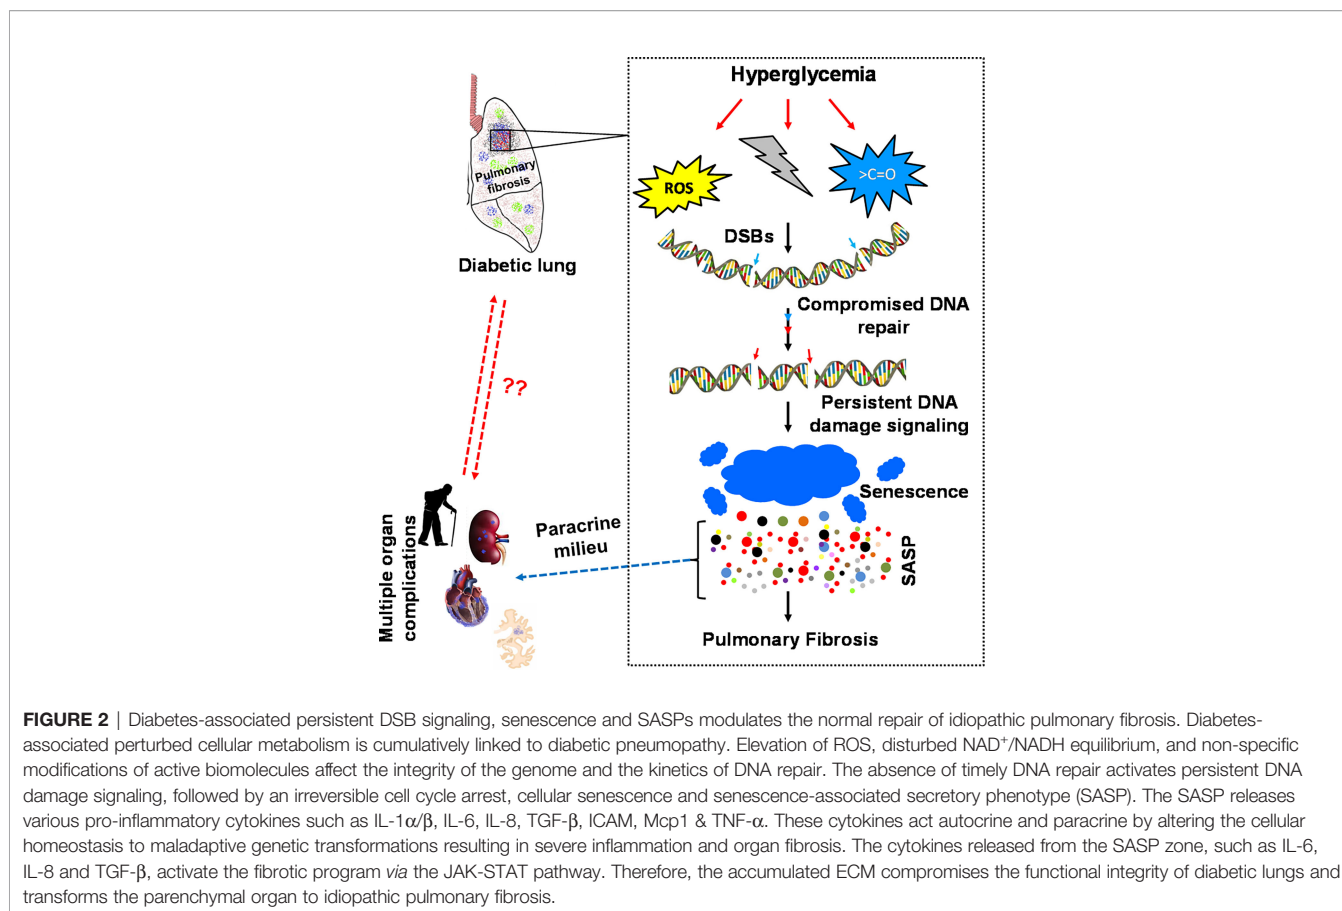 Hyperglycemia
ROS
>C=O
Pulmonary
fibrosis
Diabetic lung
DSBs
Compromised DNA
repair
Persistent DNA
damage signaling
??
Senescence
SASP
Paracrine
milieu
Multiple organ
complications
Pulmonary Fibrosis
FIGURE 2 | Diabetes-associated persistent DSB signaling, senescence and SASPs modulates the normal repair of idiopathic pulmonary fibrosis. Diabetes-
associated perturbed cellular metabolism is cumulatively linked to diabetic pneumopathy. Elevation of ROS, disturbed NAD⁺/NADH equilibrium, and non-specific
modifications of active biomolecules affect the integrity of the genome and the kinetics of DNA repair. The absence of timely DNA repair activates persistent DNA
damage signaling, followed by an irreversible cell cycle arrest, cellular senescence and senescence-associated secretory phenotype (SASP). The SASP releases
various pro-inflammatory cytokines such as IL-1α/β, IL-6, IL-8, TGF-β, ICAM, Mcp1 & TNF-α. These cytokines act autocrine and paracrine by altering the cellular
homeostasis to maladaptive genetic transformations resulting in severe inflammation and organ fibrosis. The cytokines released from the SASP zone, such as IL-6,
IL-8 and TGF-β, activate the fibrotic program via the JAK-STAT pathway. Therefore, the accumulated ECM compromises the functional integrity of diabetic lungs and
transforms the parenchymal organ to idiopathic pulmonary fibrosis.